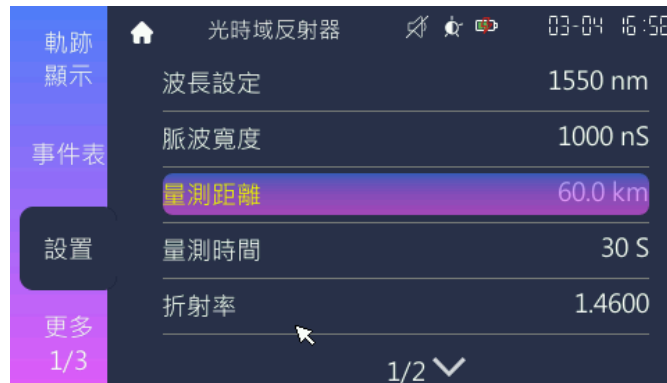 光時域反射器
03-04 16:56
軌跡
顯示
事件表
設置
更多
1/3
波長設定 1550 nm
脈波寬度 1000 nS
量測距離 60.0 km
量測時間 30 S
折射率 1.4600
1/2